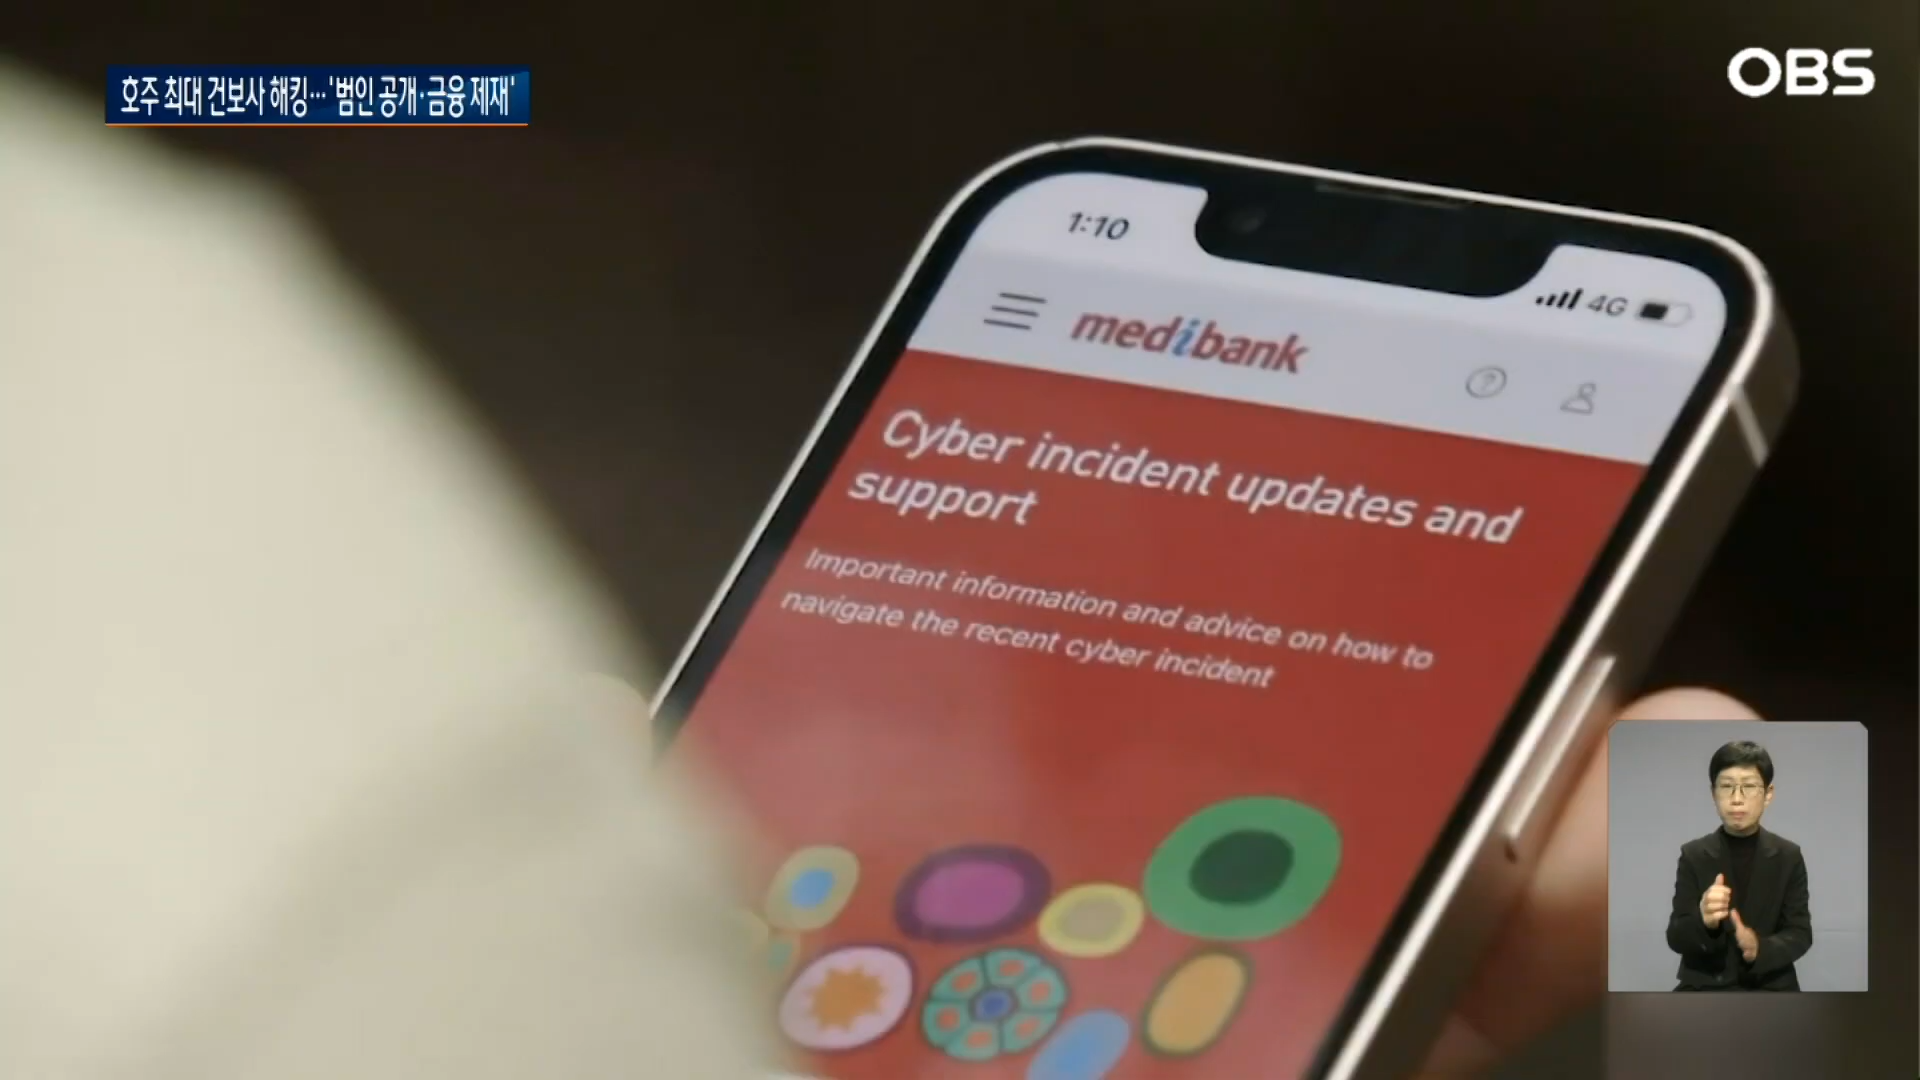 호주 최대 건보사 해킹…'범인 공개·금융 제재'
OBS
1:10
4G
medibank
Cyber incident updates and
support
Important information and advice on how to
navigate the recent cyber incident